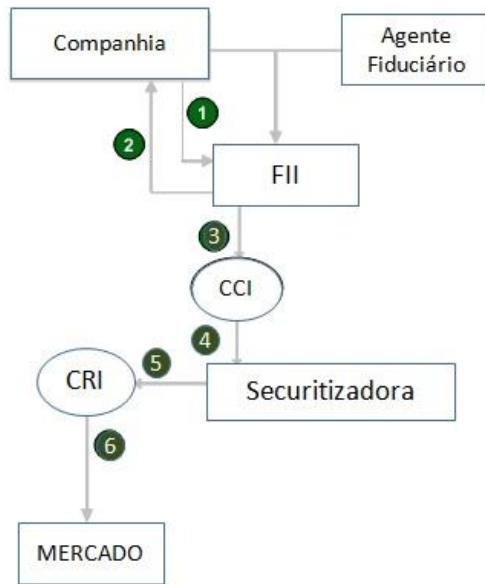 Companhia
Agente
Fiduciário
1
2
FII
3
CCI
4
5
CRI
Securitizadora
6
MERCADO